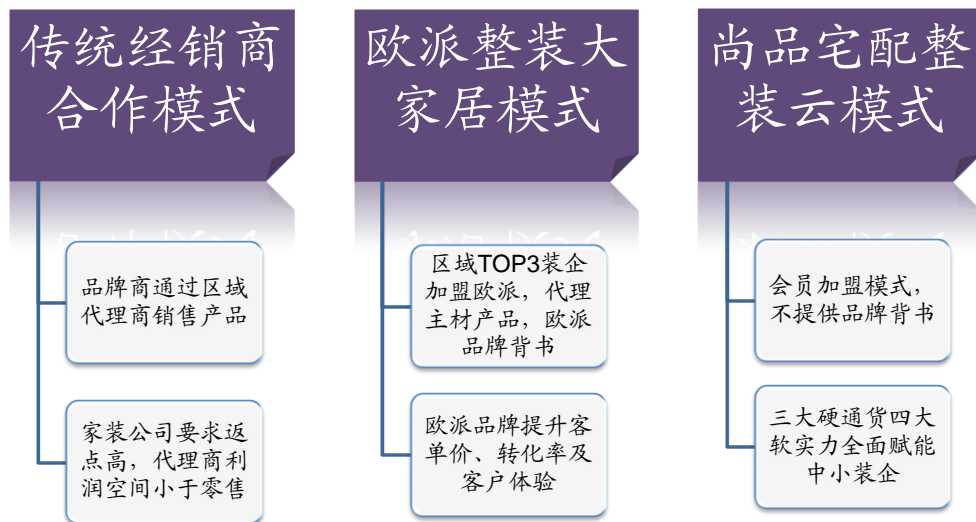 传统经销商
合作模式
品牌商通过区域
代理商销售产品
家装公司要求返
点高，代理商利
润空间小于零售
欧派整装大
家居模式
区域TOP3装企
加盟欧派，代理
主材产品，欧派
品牌背书
欧派品牌提升客
单价、转化率及
客户体验
尚品宅配整
装云模式
会员加盟模式，
不提供品牌背书
三大硬通货四大
软实力全面赋能
中小装企